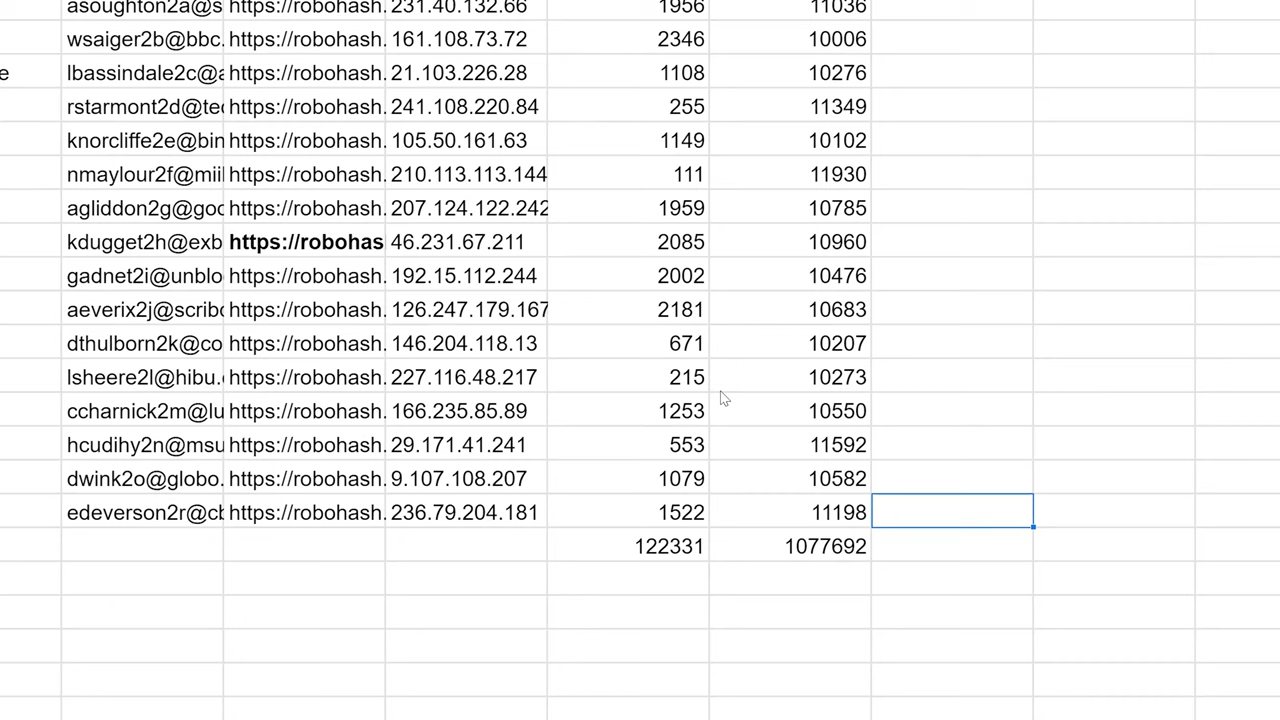 asoughton2a@s https://robohash. 231.40.132.66 1956 11036
wsaiger2b@bbc. https://robohash. 161.108.73.72 2346 10006
e lbassindale2c@a https://robohash. 21.103.226.28 1108 10276
rstarmont2d@tec https://robohash. 241.108.220.84 255 11349
knorcliffe2e@bin https://robohash. 105.50.161.63 1149 10102
nmaylour2f@mii https://robohash. 210.113.113.144 111 11930
agliddon2g@goo https://robohash. 207.124.122.242 1959 10785
kdugget2h@exb https://robohas 46.231.67.211 2085 10960
gadnet2i@unblo https://robohash. 192.15.112.244 2002 10476
aeverix2j@scribd https://robohash. 126.247.179.167 2181 10683
dthulborn2k@co https://robohash. 146.204.118.13 671 10207
lsheere2l@hibu. https://robohash. 227.116.48.217 215 10273
ccharnick2m@lu https://robohash. 166.235.85.89 1253 10550
hcudihy2n@msu https://robohash. 29.171.41.241 553 11592
dwink2o@globo. https://robohash. 9.107.108.207 1079 10582
edeverson2r@cb https://robohash. 236.79.204.181 1522 11198
122331 1077692